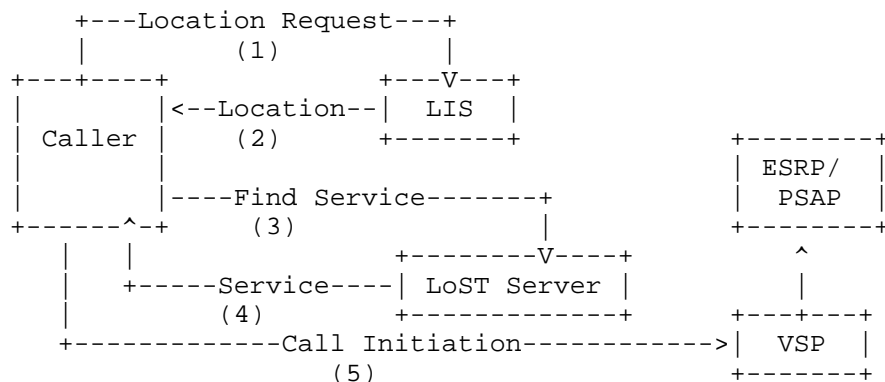 +---Location Request---+
|          (1)          |
+---+----+              +---V---+
|        |<--Location--|  LIS  |
| Caller |    (2)      +-------+            +--------+
|        |                                  | ESRP/  |
|        |----Find Service-------+          |  PSAP  |
+------^-+     (3)               |          +--------+
|  |                  +--------V----+           ^
|  +-----Service----| LoST Server |           |
|       (4)         +-------------+       +---+---+
+-------------Call Initiation------------>|  VSP  |
(5)                       +-------+